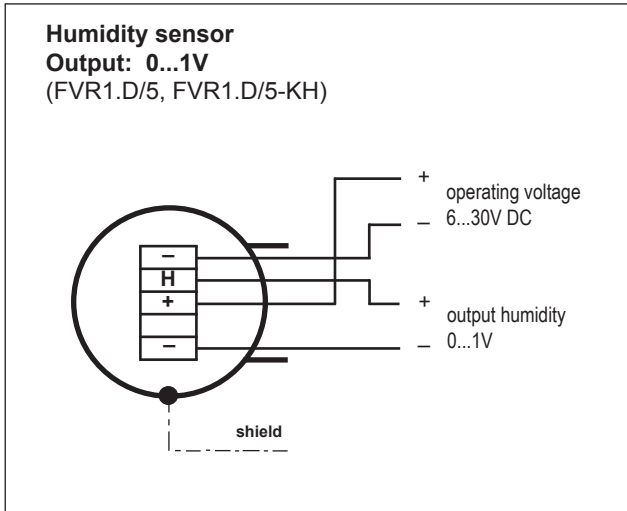 Humidity sensor
Output: 0...1V
(FVR1.D/5, FVR1.D/5-KH)
+
operating voltage
– 6...30V DC
–
H
+
+
output humidity
–
– 0...1V
shield